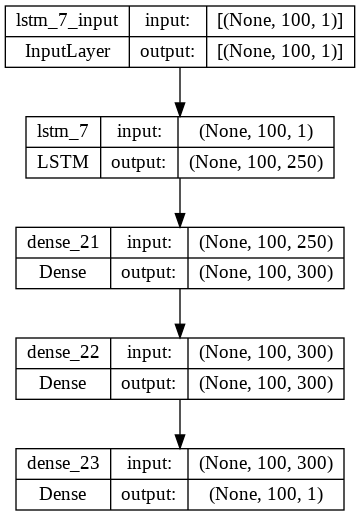 lstm_7_input input: [(None, 100, 1)]
InputLayer output: [(None, 100, 1)]
lstm_7 input: (None, 100, 1)
LSTM output: (None, 100, 250)
dense_21 input: (None, 100, 250)
Dense output: (None, 100, 300)
dense_22 input: (None, 100, 300)
Dense output: (None, 100, 300)
dense_23 input: (None, 100, 300)
Dense output: (None, 100, 1)